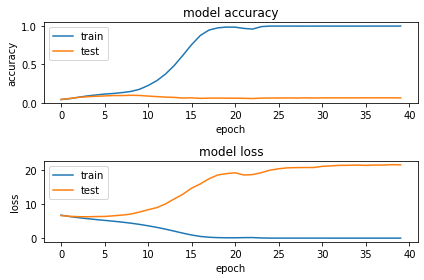 model accuracy
1.0
0.5
0.0
accuracy
train
test
0 5 10 15 20 25 30 35 40
epoch
model loss
20
10
0
loss
train
test
0 5 10 15 20 25 30 35 40
epoch